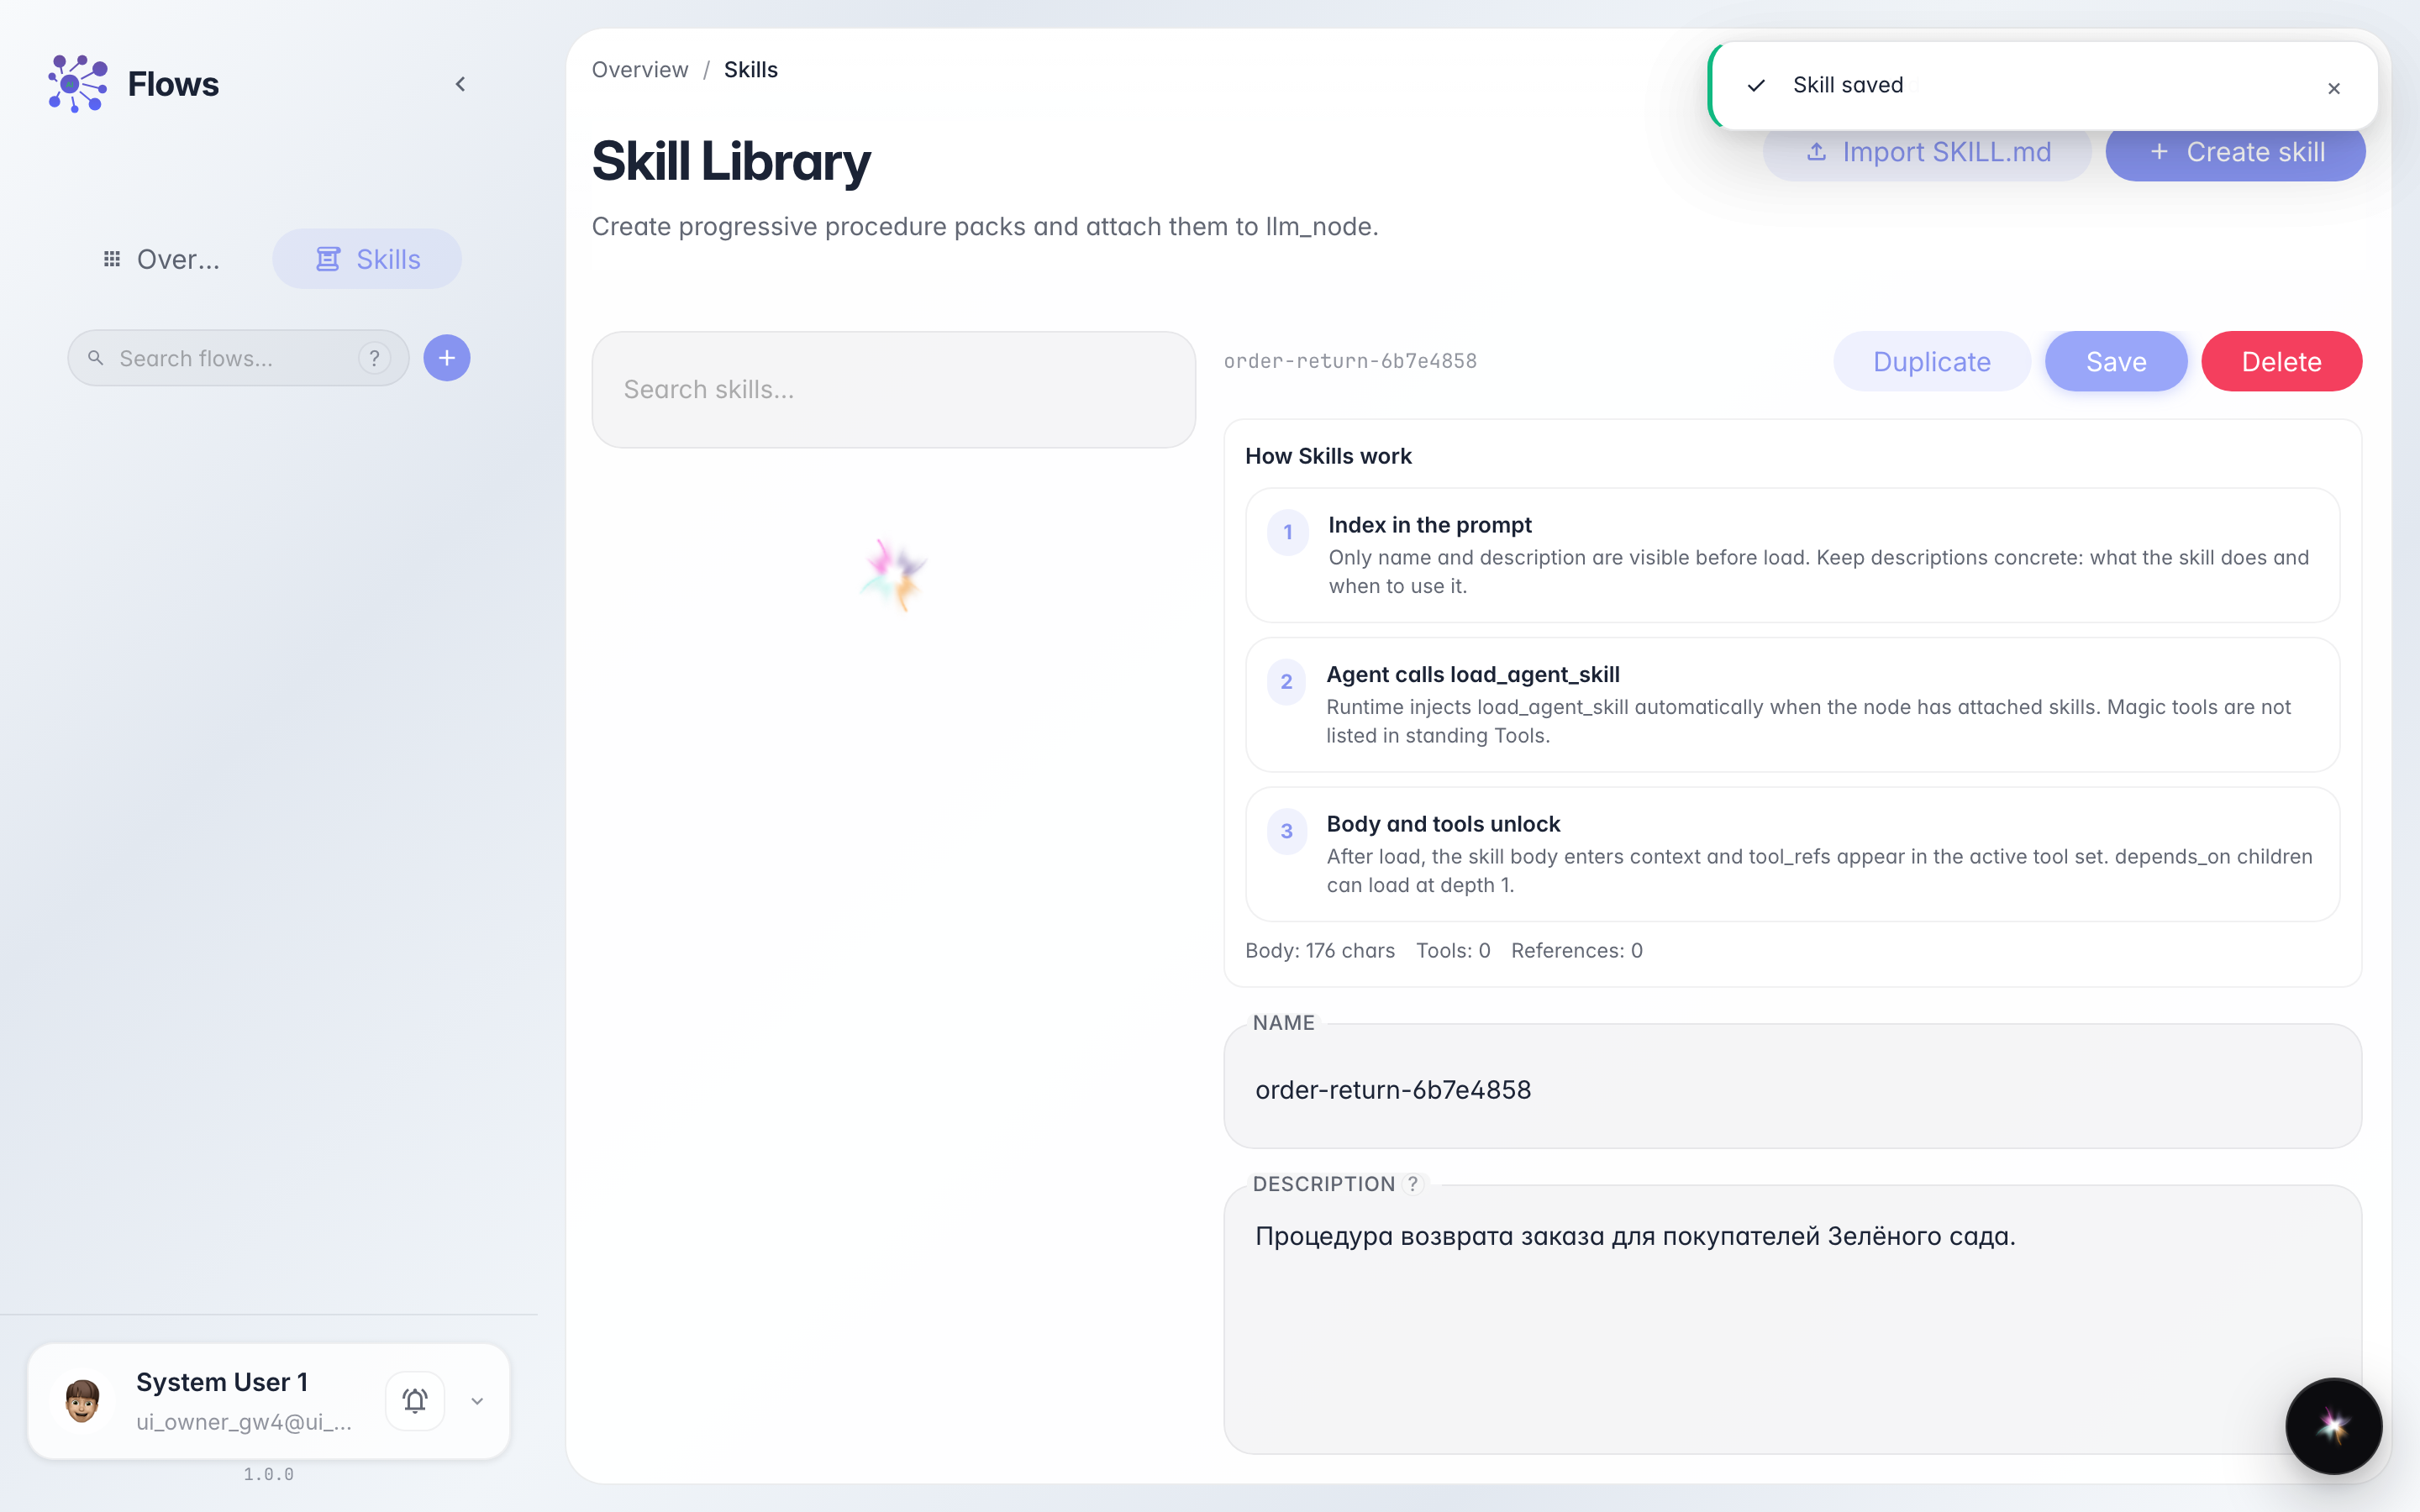 Flows
Over...
Skills
Search flows...
?
System User 1
ui_owner_gw4@ui_...
1.0.0
Overview / Skills
Skill saved
Skill Library
Import SKILL.md
Create skill
Create progressive procedure packs and attach them to llm_node.
Search skills...
order-return-6b7e4858
Duplicate
Save
Delete
How Skills work
1
Index in the prompt
Only name and description are visible before load. Keep descriptions concrete: what the skill does and
when to use it.
2
Agent calls load_agent_skill
Runtime injects load_agent_skill automatically when the node has attached skills. Magic tools are not
listed in standing Tools.
3
Body and tools unlock
After load, the skill body enters context and tool_refs appear in the active tool set. depends_on children
can load at depth 1.
Body: 176 chars Tools: 0 References: 0
NAME
order-return-6b7e4858
DESCRIPTION ?
Процедура возврата заказа для покупателей Зелёного сада.